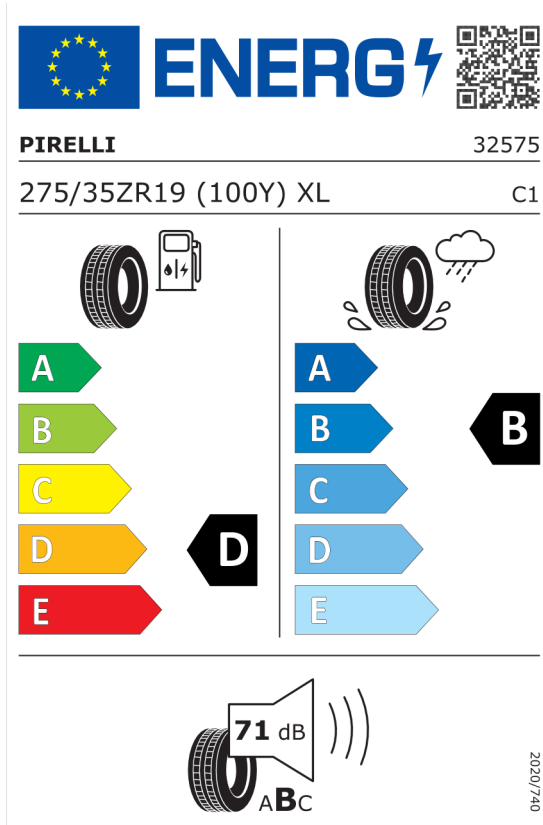 ENERG
PIRELLI 32575
275/35ZR19 (100Y) XL C1
A A
B B B
C C
D D D
E E
71 dB
ABC
2020/740